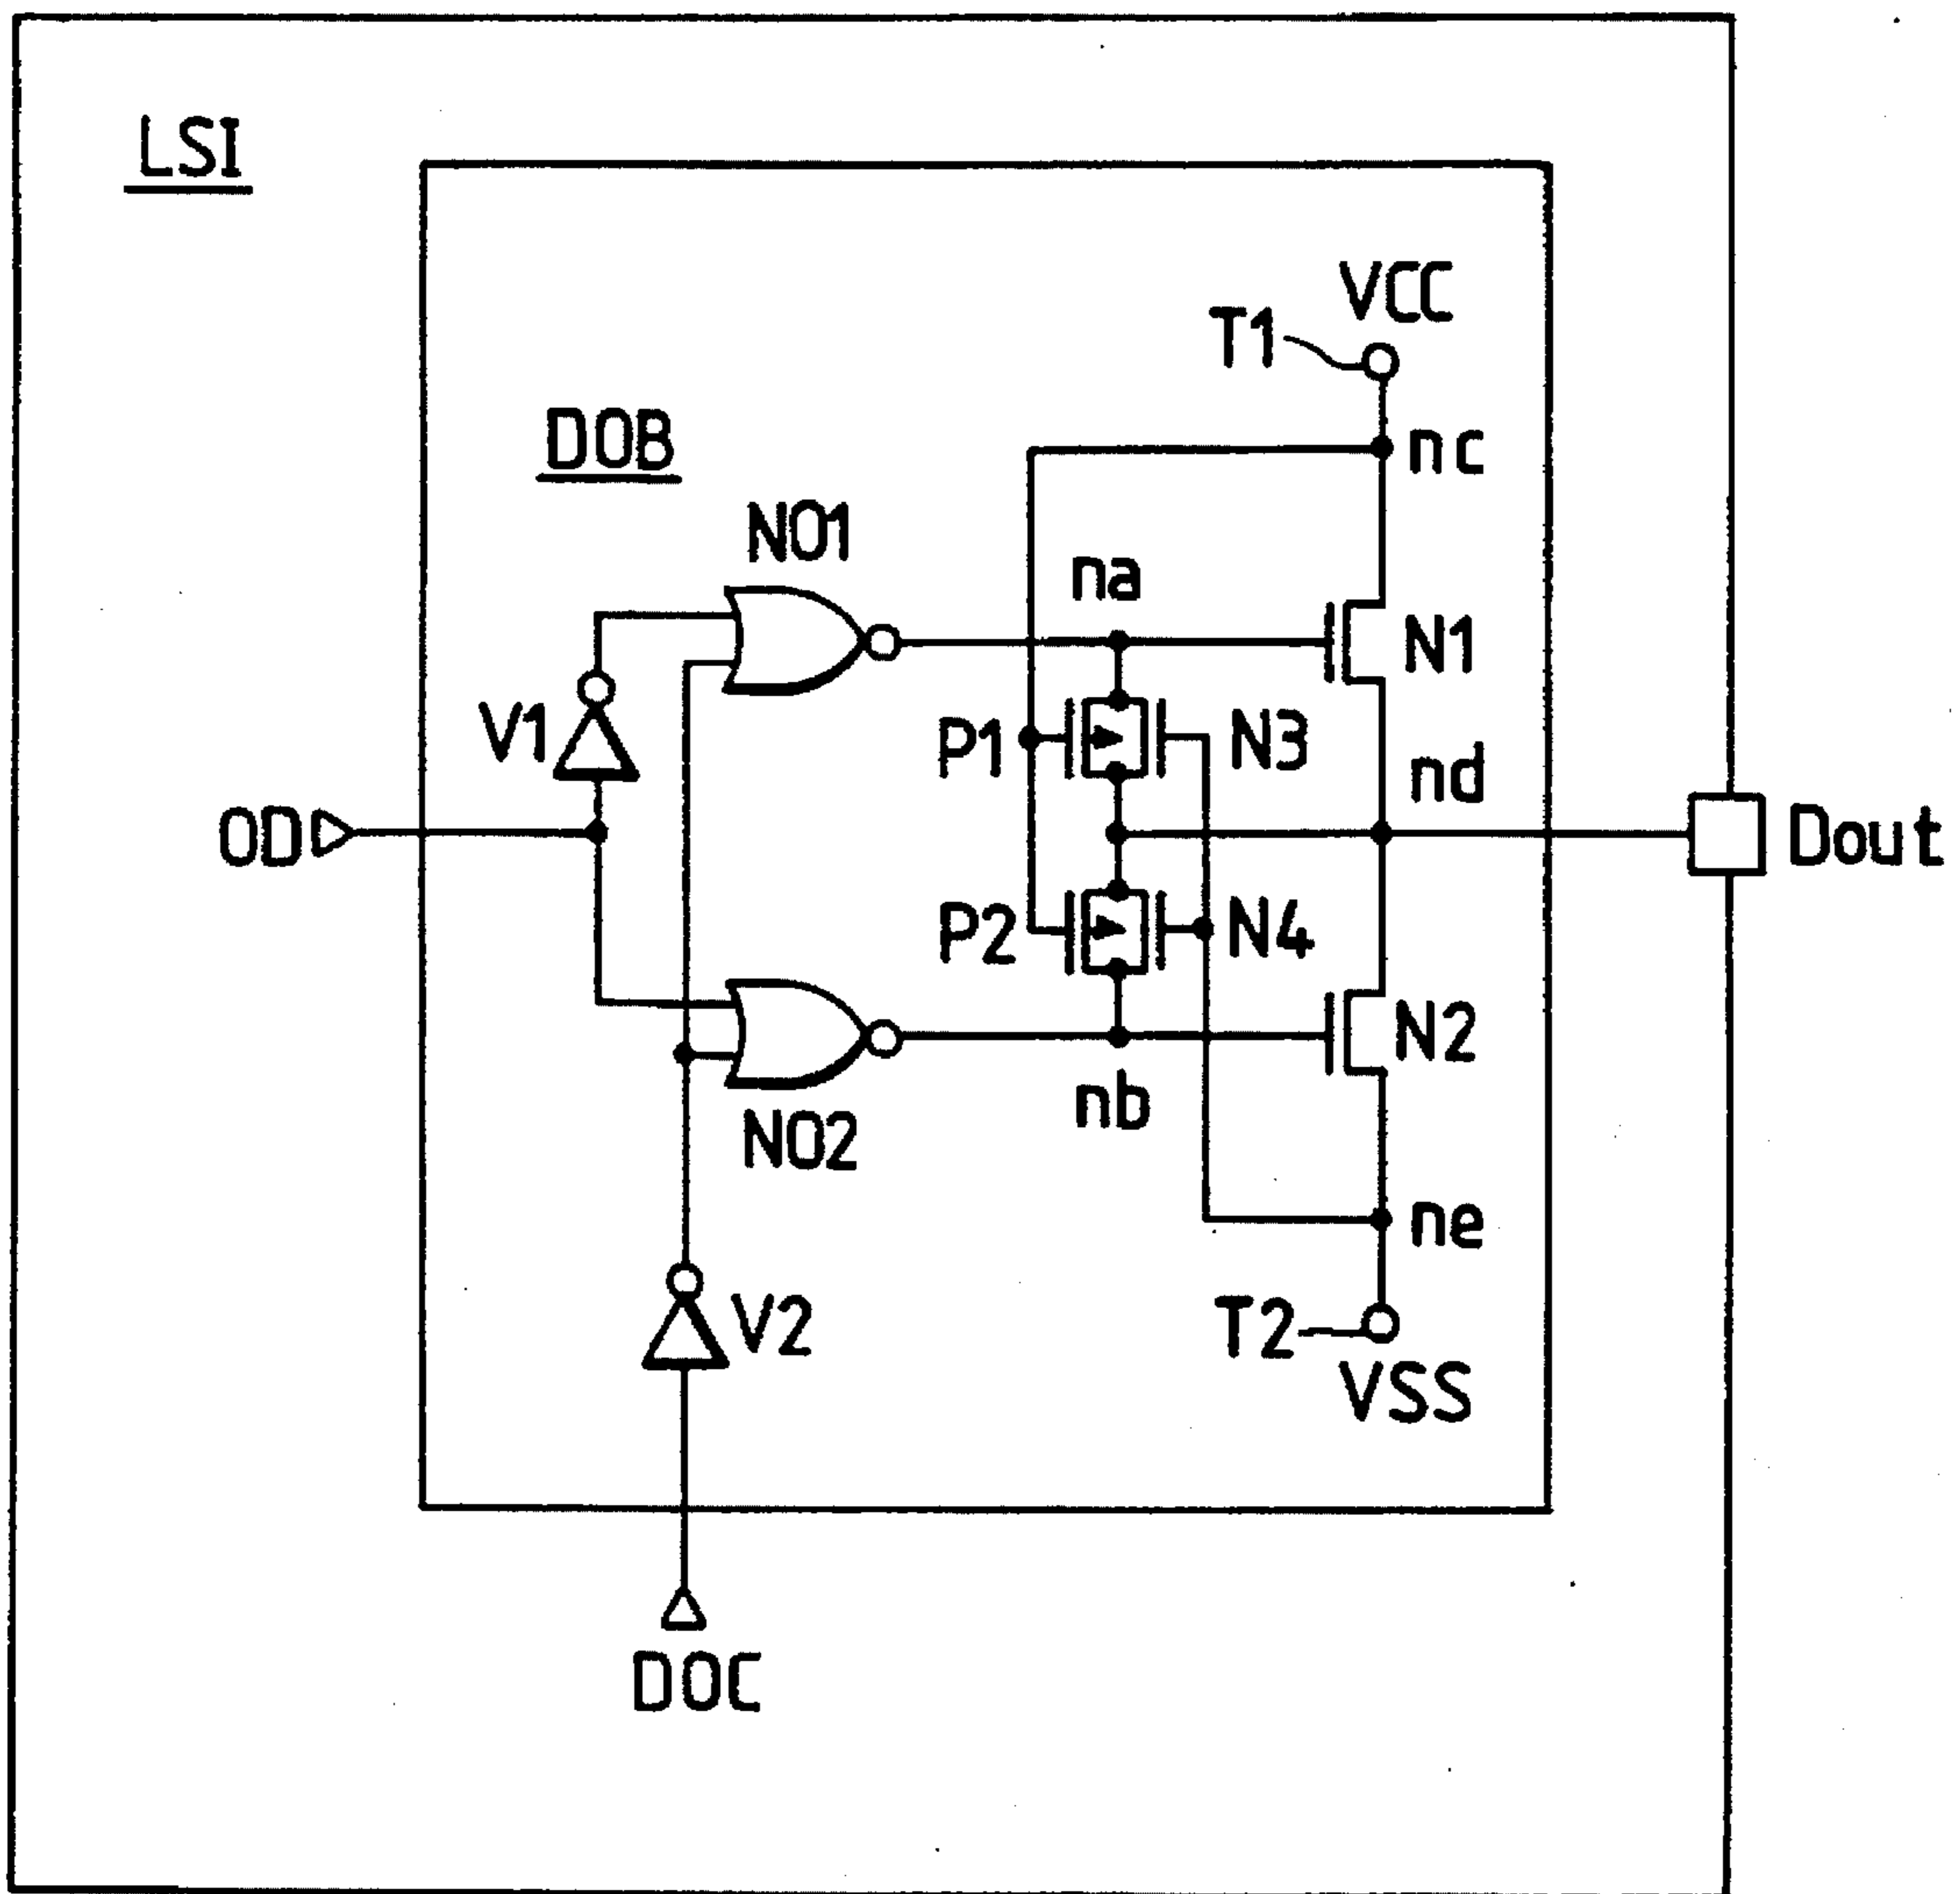 LSI
VCC
T1
DOB
nc
NO1
na
N1
V1
P1
N3
nd
OD
Dout
P2
N4
N2
nb
NO2
ne
V2
T2
VSS
DOC